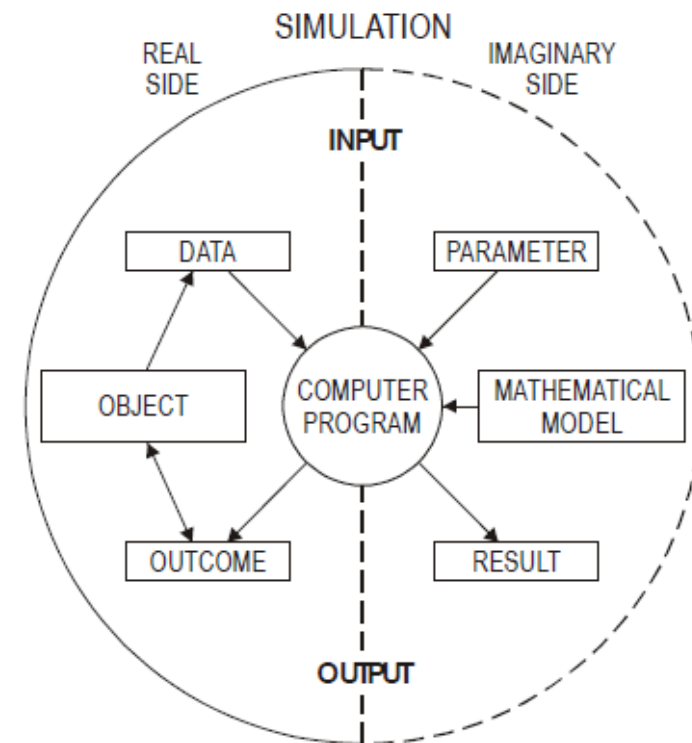 SIMULATION
REAL
SIDE
IMAGINARY
SIDE
INPUT
DATA
PARAMETER
OBJECT
COMPUTER
PROGRAM
MATHEMATICAL
MODEL
OUTCOME
RESULT
OUTPUT